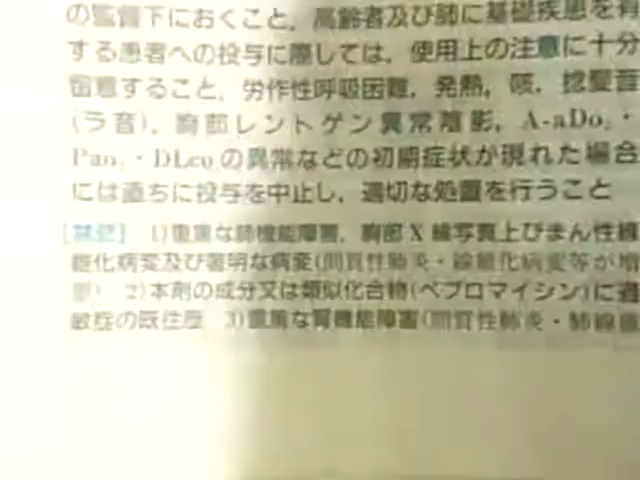 の監督下におくこと，高齢者及び肺に基礎疾患を有
する患者への投与に際しては，使用上の注意に十分
留意すること，労作性呼吸困難，発熱，咳，捻髪音
(ラ音)，胸部レントゲン異常陰影，A-aDo₂・
Pao₂・DLcoの異常などの初期症状が現れた場合
には直ちに投与を中止し，適切な処置を行うこと
[禁忌] 1)重篤な肺機能障害，胸部X線写真上びまん性線
維化病変及び著明な病変(間質性肺炎・線維化病変等が増
悪) 2)本剤の成分又は類似化合物(ペプロマイシン)に過
敏症の既往歴 3)重篤な腎機能障害(間質性肺炎・肺線維